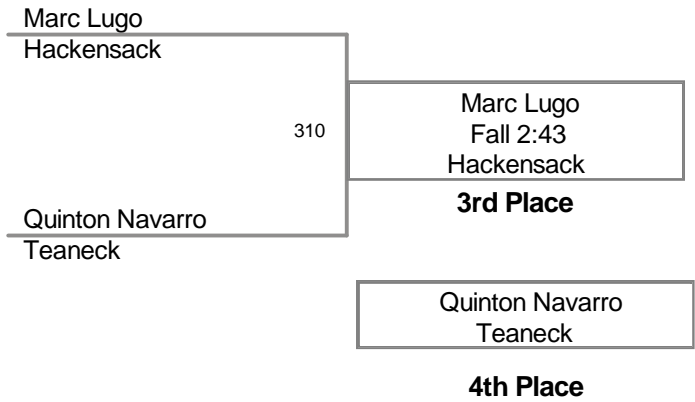 Marc Lugo
Hackensack
310
Marc Lugo
Fall 2:43
Hackensack
3rd Place
Quinton Navarro
Teaneck
Quinton Navarro
Teaneck
4th Place